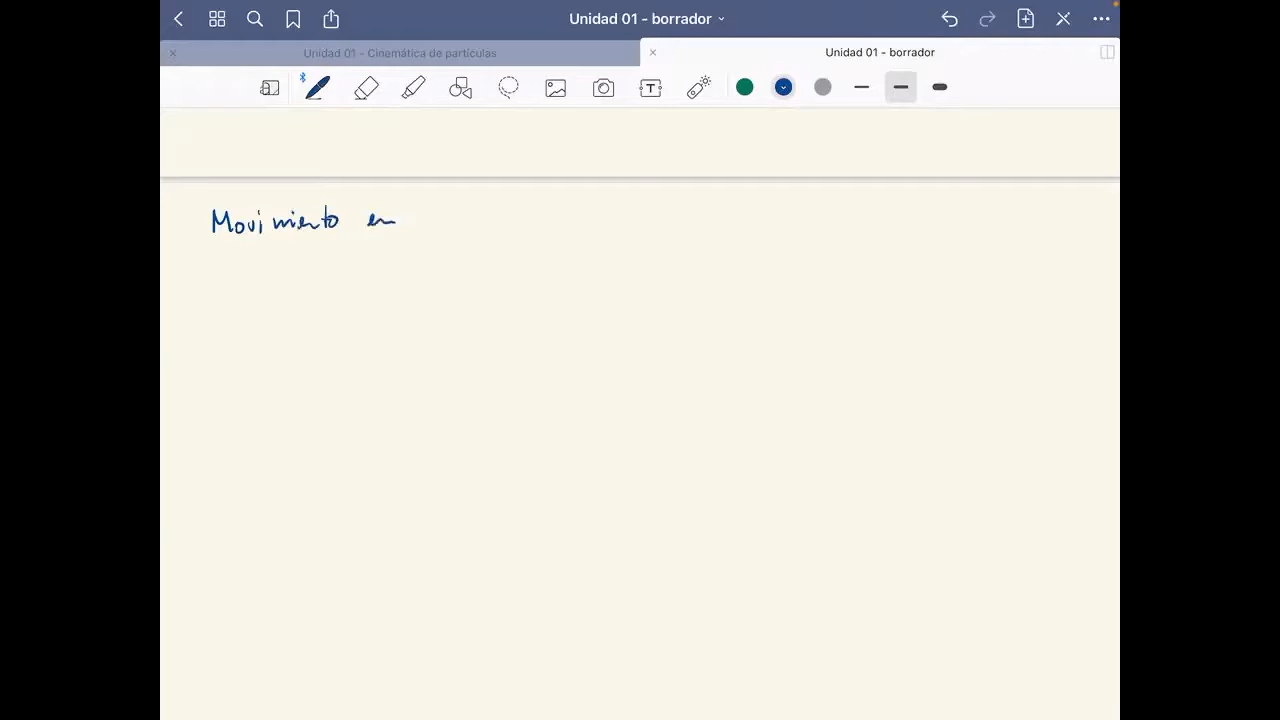 Unidad 01 - borrador
Unidad 01 - Cinemática de partículas
Unidad 01 - borrador
T
Movimiento en